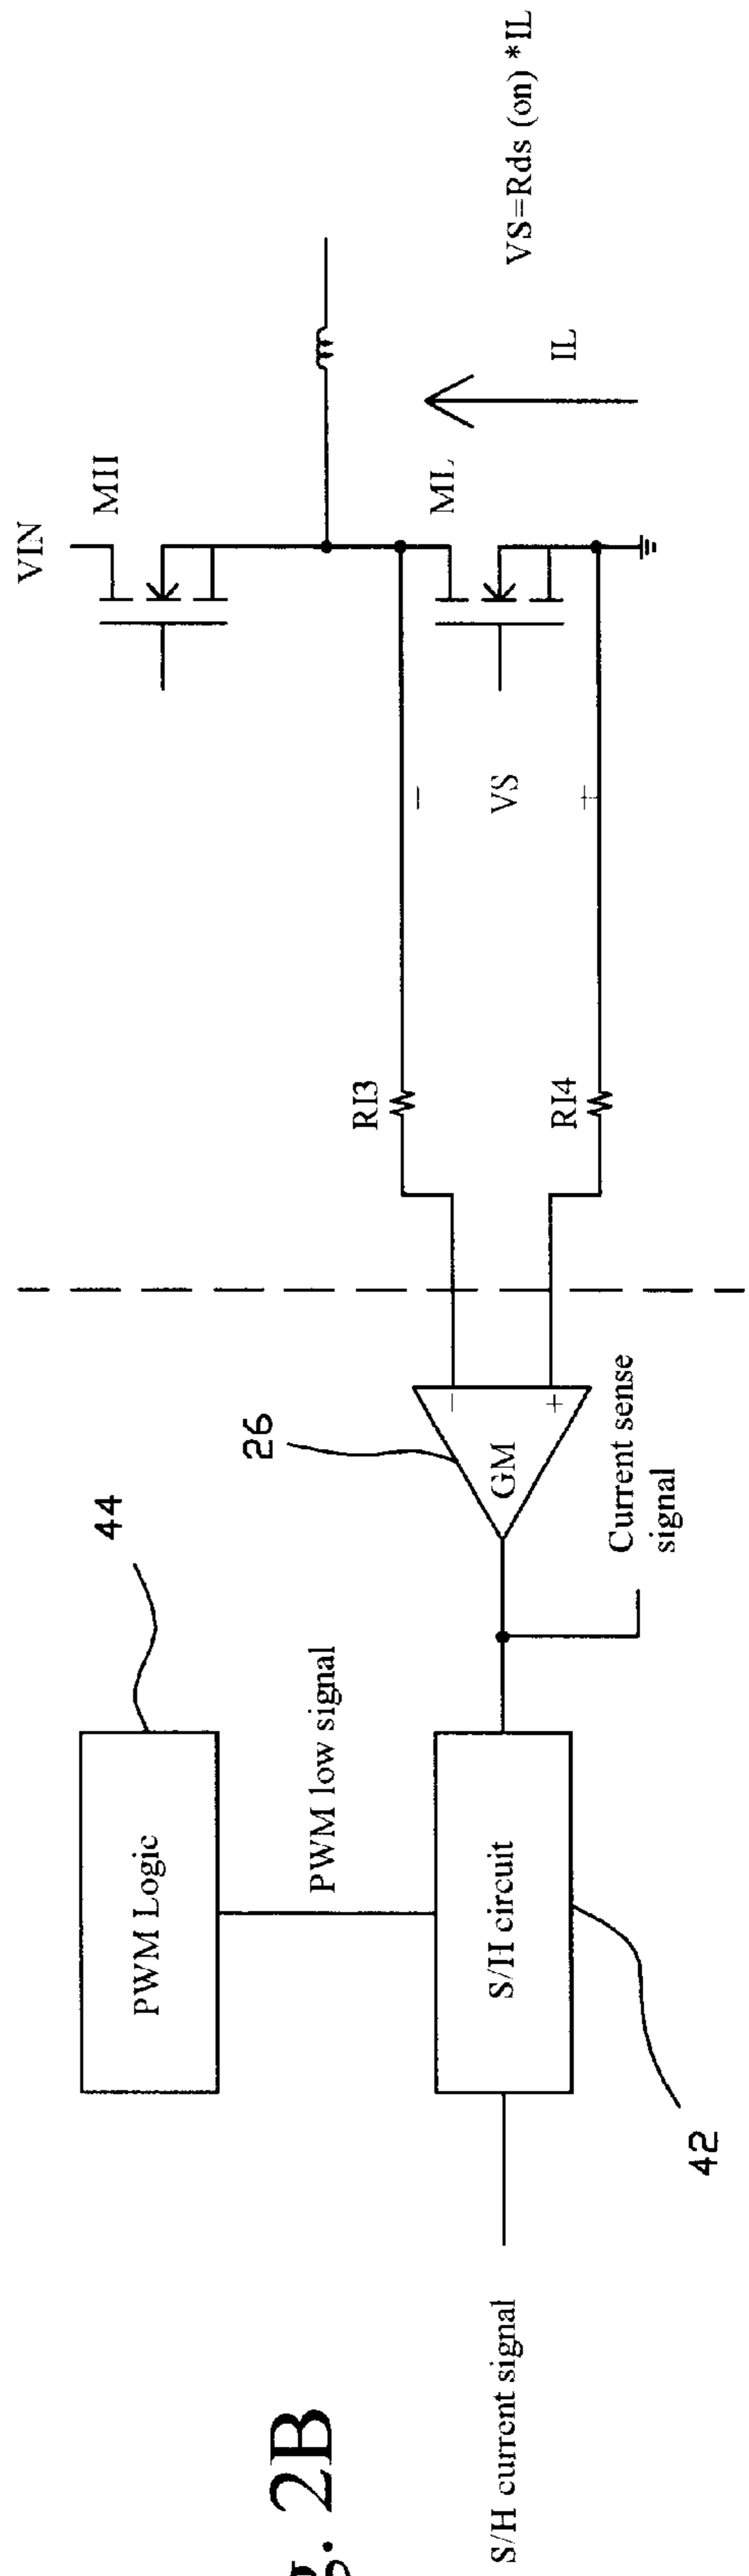 VIN
MH
VS=Rds (on) *IL
IL
ML
−
VS
+
RI3
RI4
26
−
GM
+
Current sense
signal
44
PWM Logic
PWM low signal
S/H circuit
42
S/H current signal
g. 2B